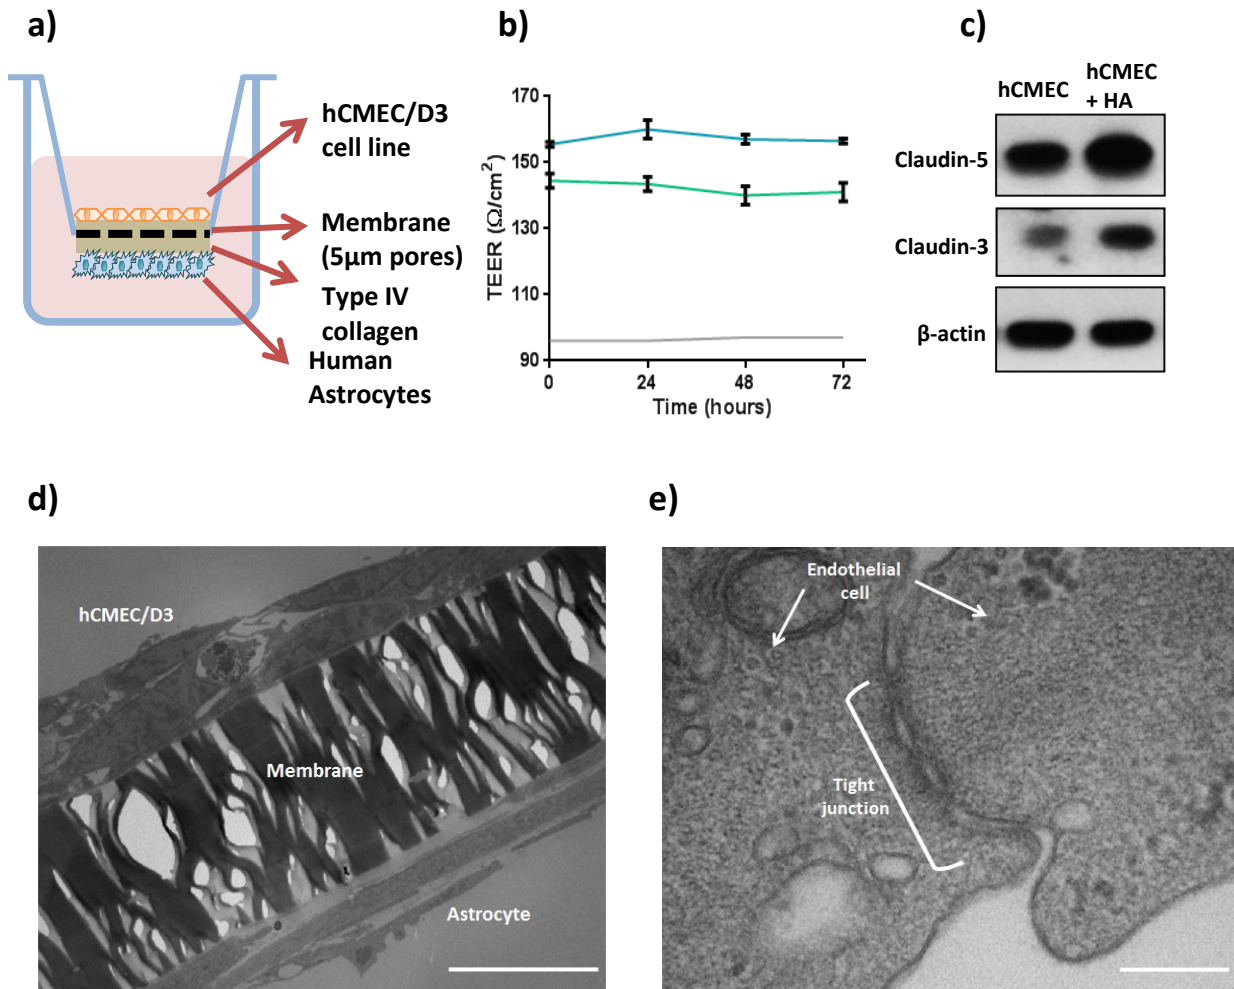 a)
hCMEC/D3
cell line
Membrane
(5µm pores)
Type IV
collagen
Human
Astrocytes
b)
170
150
130
110
90
TEER (Ω/cm²)
0
24
48
72
Time (hours)
c)
hCMEC
hCMEC
+ HA
Claudin-5
Claudin-3
β-actin
d)
hCMEC/D3
Membrane
Astrocyte
e)
Endothelial
cell
Tight
junction